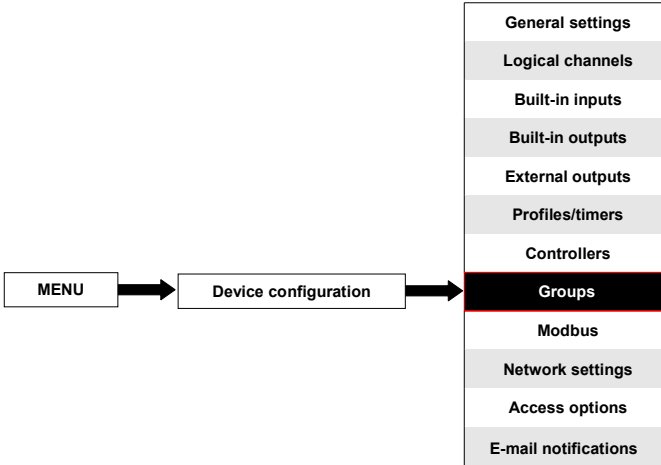 General settings
Logical channels
Built-in inputs
Built-in outputs
External outputs
Profiles/timers
Controllers
MENU
Device configuration
Groups
Modbus
Network settings
Access options
E-mail notifications